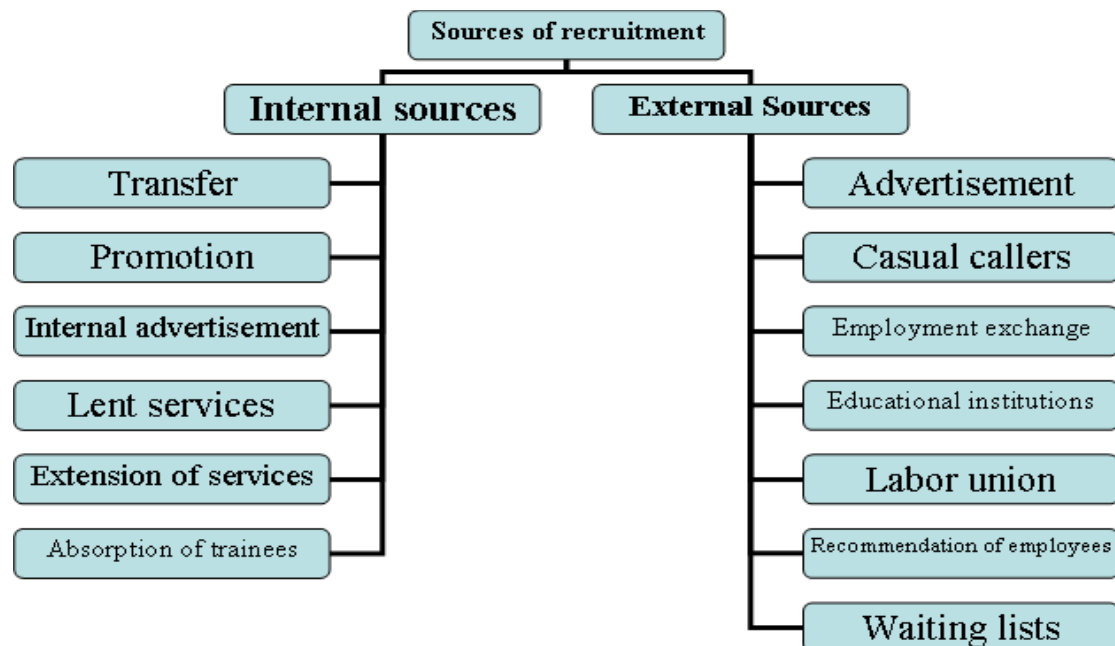 Sources of recruitment
Internal sources
External Sources
Transfer
Promotion
Internal advertisement
Lent services
Extension of services
Absorption of trainees
Advertisement
Casual callers
Employment exchange
Educational institutions
Labor union
Recommendation of employees
Waiting lists